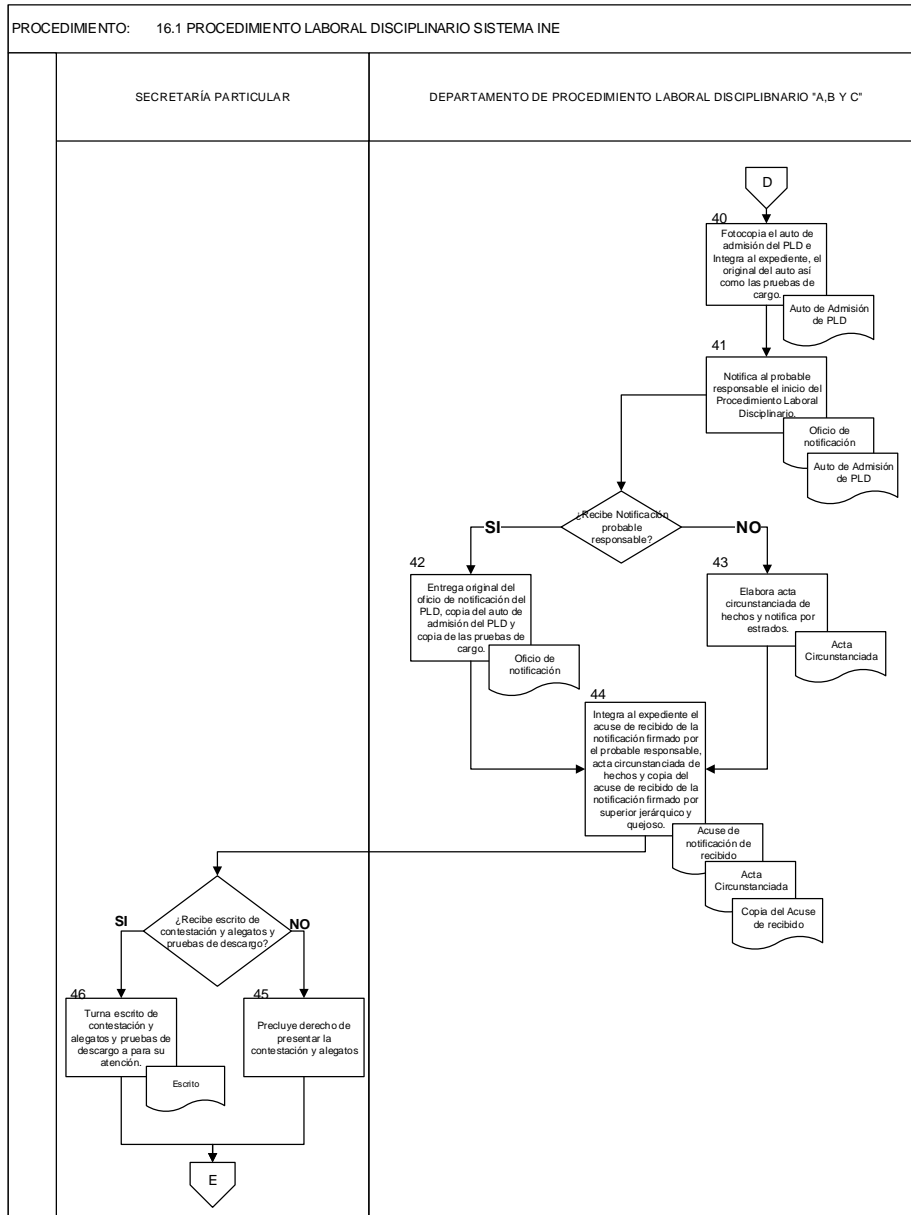 PROCEDIMIENTO: 16.1 PROCEDIMIENTO LABORAL DISCIPLINARIO SISTEMA INE
SECRETARÍA PARTICULAR
DEPARTAMENTO DE PROCEDIMIENTO LABORAL DISCIPLIBNARIO "A,B Y C"
D
40
Fotocopia el auto de
admisión del PLD e
Integra al expediente, el
original del auto así
como las pruebas de
cargo.
Auto de Admisión
de PLD
41
Notifica al probable
responsable el inicio del
Procedimiento Laboral
Disciplinario.
Oficio de
notificación
Auto de Admisión
de PLD
¿Recibe Notificación
probable
responsable?
SI
NO
42
Entrega original del
oficio de notificación del
PLD, copia del auto de
admisión del PLD y
copia de las pruebas de
cargo.
Oficio de
notificación
43
Elabora acta
circunstanciada de
hechos y notifica por
estrados.
Acta
Circunstanciada
44
Integra al expediente el
acuse de recibido de la
notificación firmado por
el probable responsable,
acta circunstanciada de
hechos y copia del
acuse de recibido de la
notificación firmado por
superior jerárquico y
quejoso.
Acuse de
notificación de
recibido
Acta
Circunstanciada
Copia del Acuse
de recibido
¿Recibe escrito de
contestación y alegatos y
pruebas de descargo?
SI
NO
46
Turna escrito de
contestación y
alegatos y pruebas de
descargo a para su
atención.
Escrito
45
Precluye derecho de
presentar la
contestación y alegatos
E